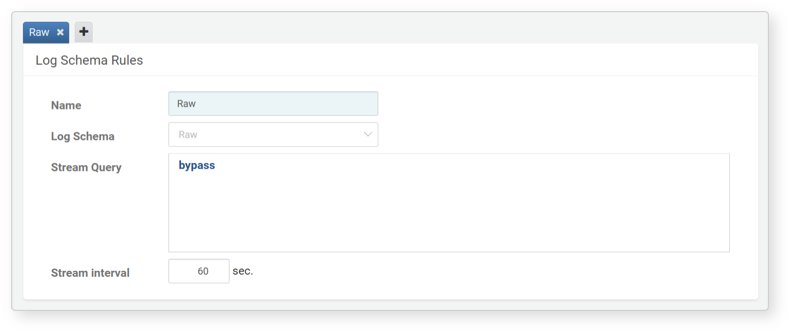 Raw
Log Schema Rules
Name Raw
Log Schema Raw
Stream Query bypass
Stream interval 60 sec.